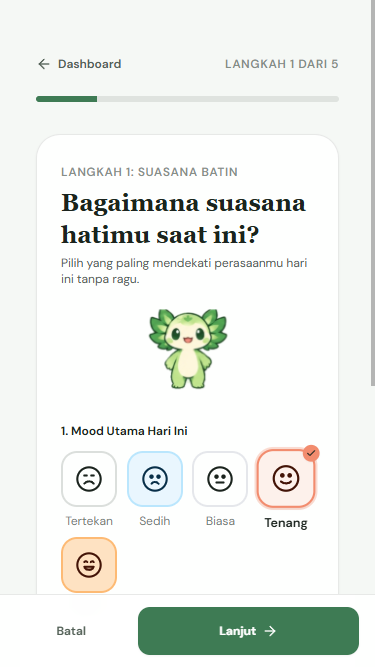 Dashboard
LANGKAH 1 DARI 5
LANGKAH 1: SUASANA BATIN
Bagaimana suasana
hatimu saat ini?
Pilih yang paling mendekati perasaanmu hari
ini tanpa ragu.
1. Mood Utama Hari Ini
Tertekan
Sedih
Biasa
Tenang
Batal
Lanjut